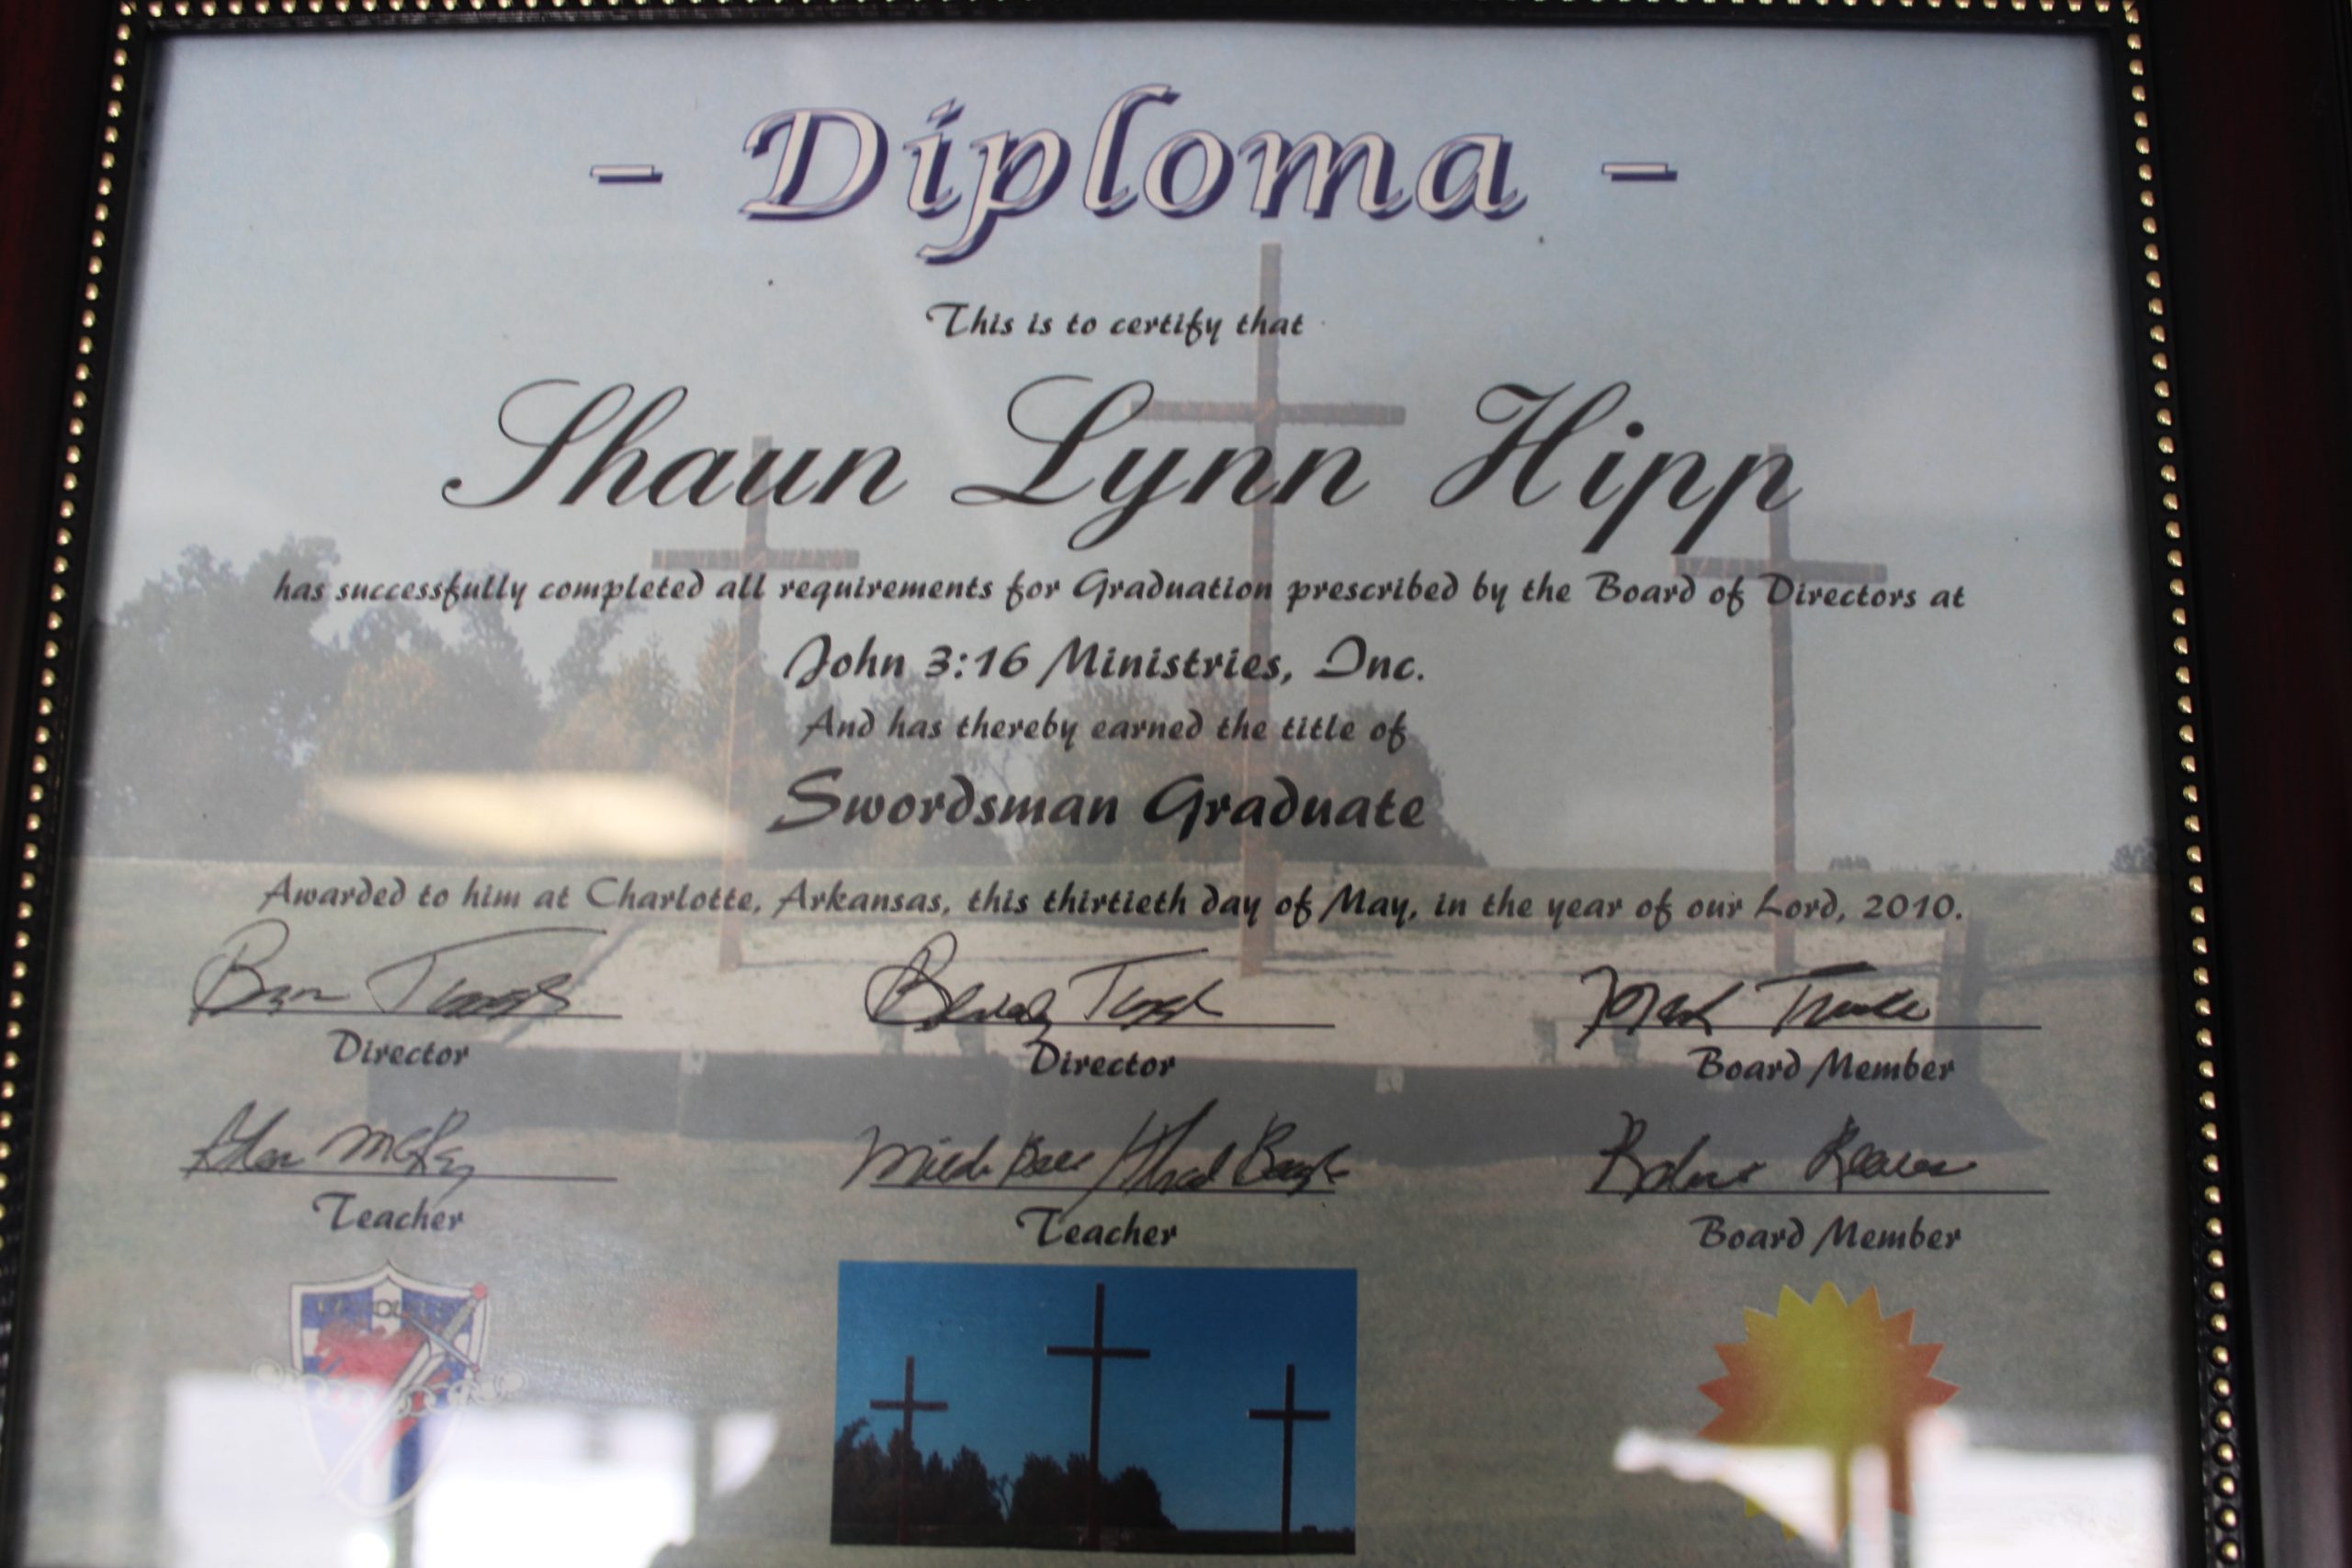 - Diploma -
This is to certify that
Shaun Lynn Hipp
has successfully completed all requirements for Graduation prescribed by the Board of Directors at
John 3:16 Ministries, Inc.
And has thereby earned the title of
Swordsman Graduate
Awarded to him at Charlotte, Arkansas, this thirtieth day of May, in the year of our Lord, 2010.
Director
Director
Board Member
Teacher
Teacher
Board Member